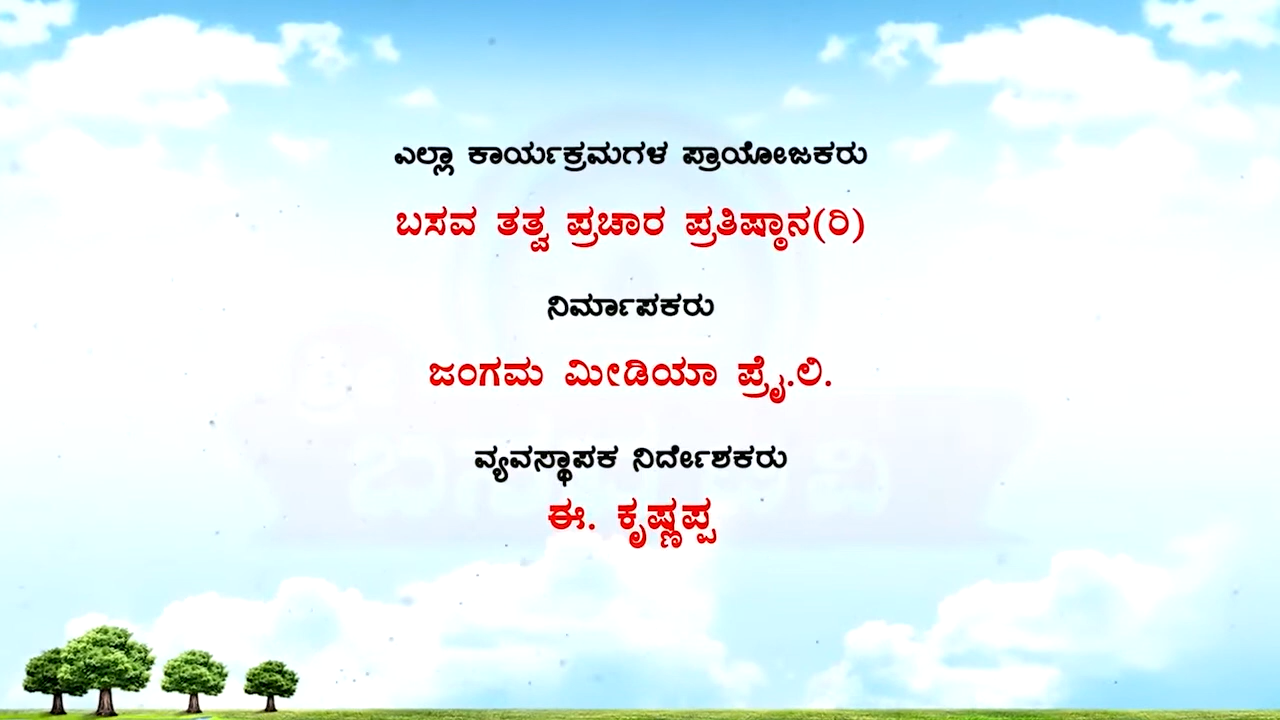 ಎಲ್ಲಾ ಕಾರ್ಯಕ್ರಮಗಳ ಪ್ರಾಯೋಜಕರು
ಬಸವ ತತ್ವ ಪ್ರಚಾರ ಪ್ರತಿಷ್ಠಾನ(ರಿ)
ನಿರ್ಮಾಪಕರು
ಜಂಗಮ ಮೀಡಿಯಾ ಪ್ರೈ.ಲಿ.
ವ್ಯವಸ್ಥಾಪಕ ನಿರ್ದೇಶಕರು
ಈ. ಕೃಷ್ಣಪ್ಪ